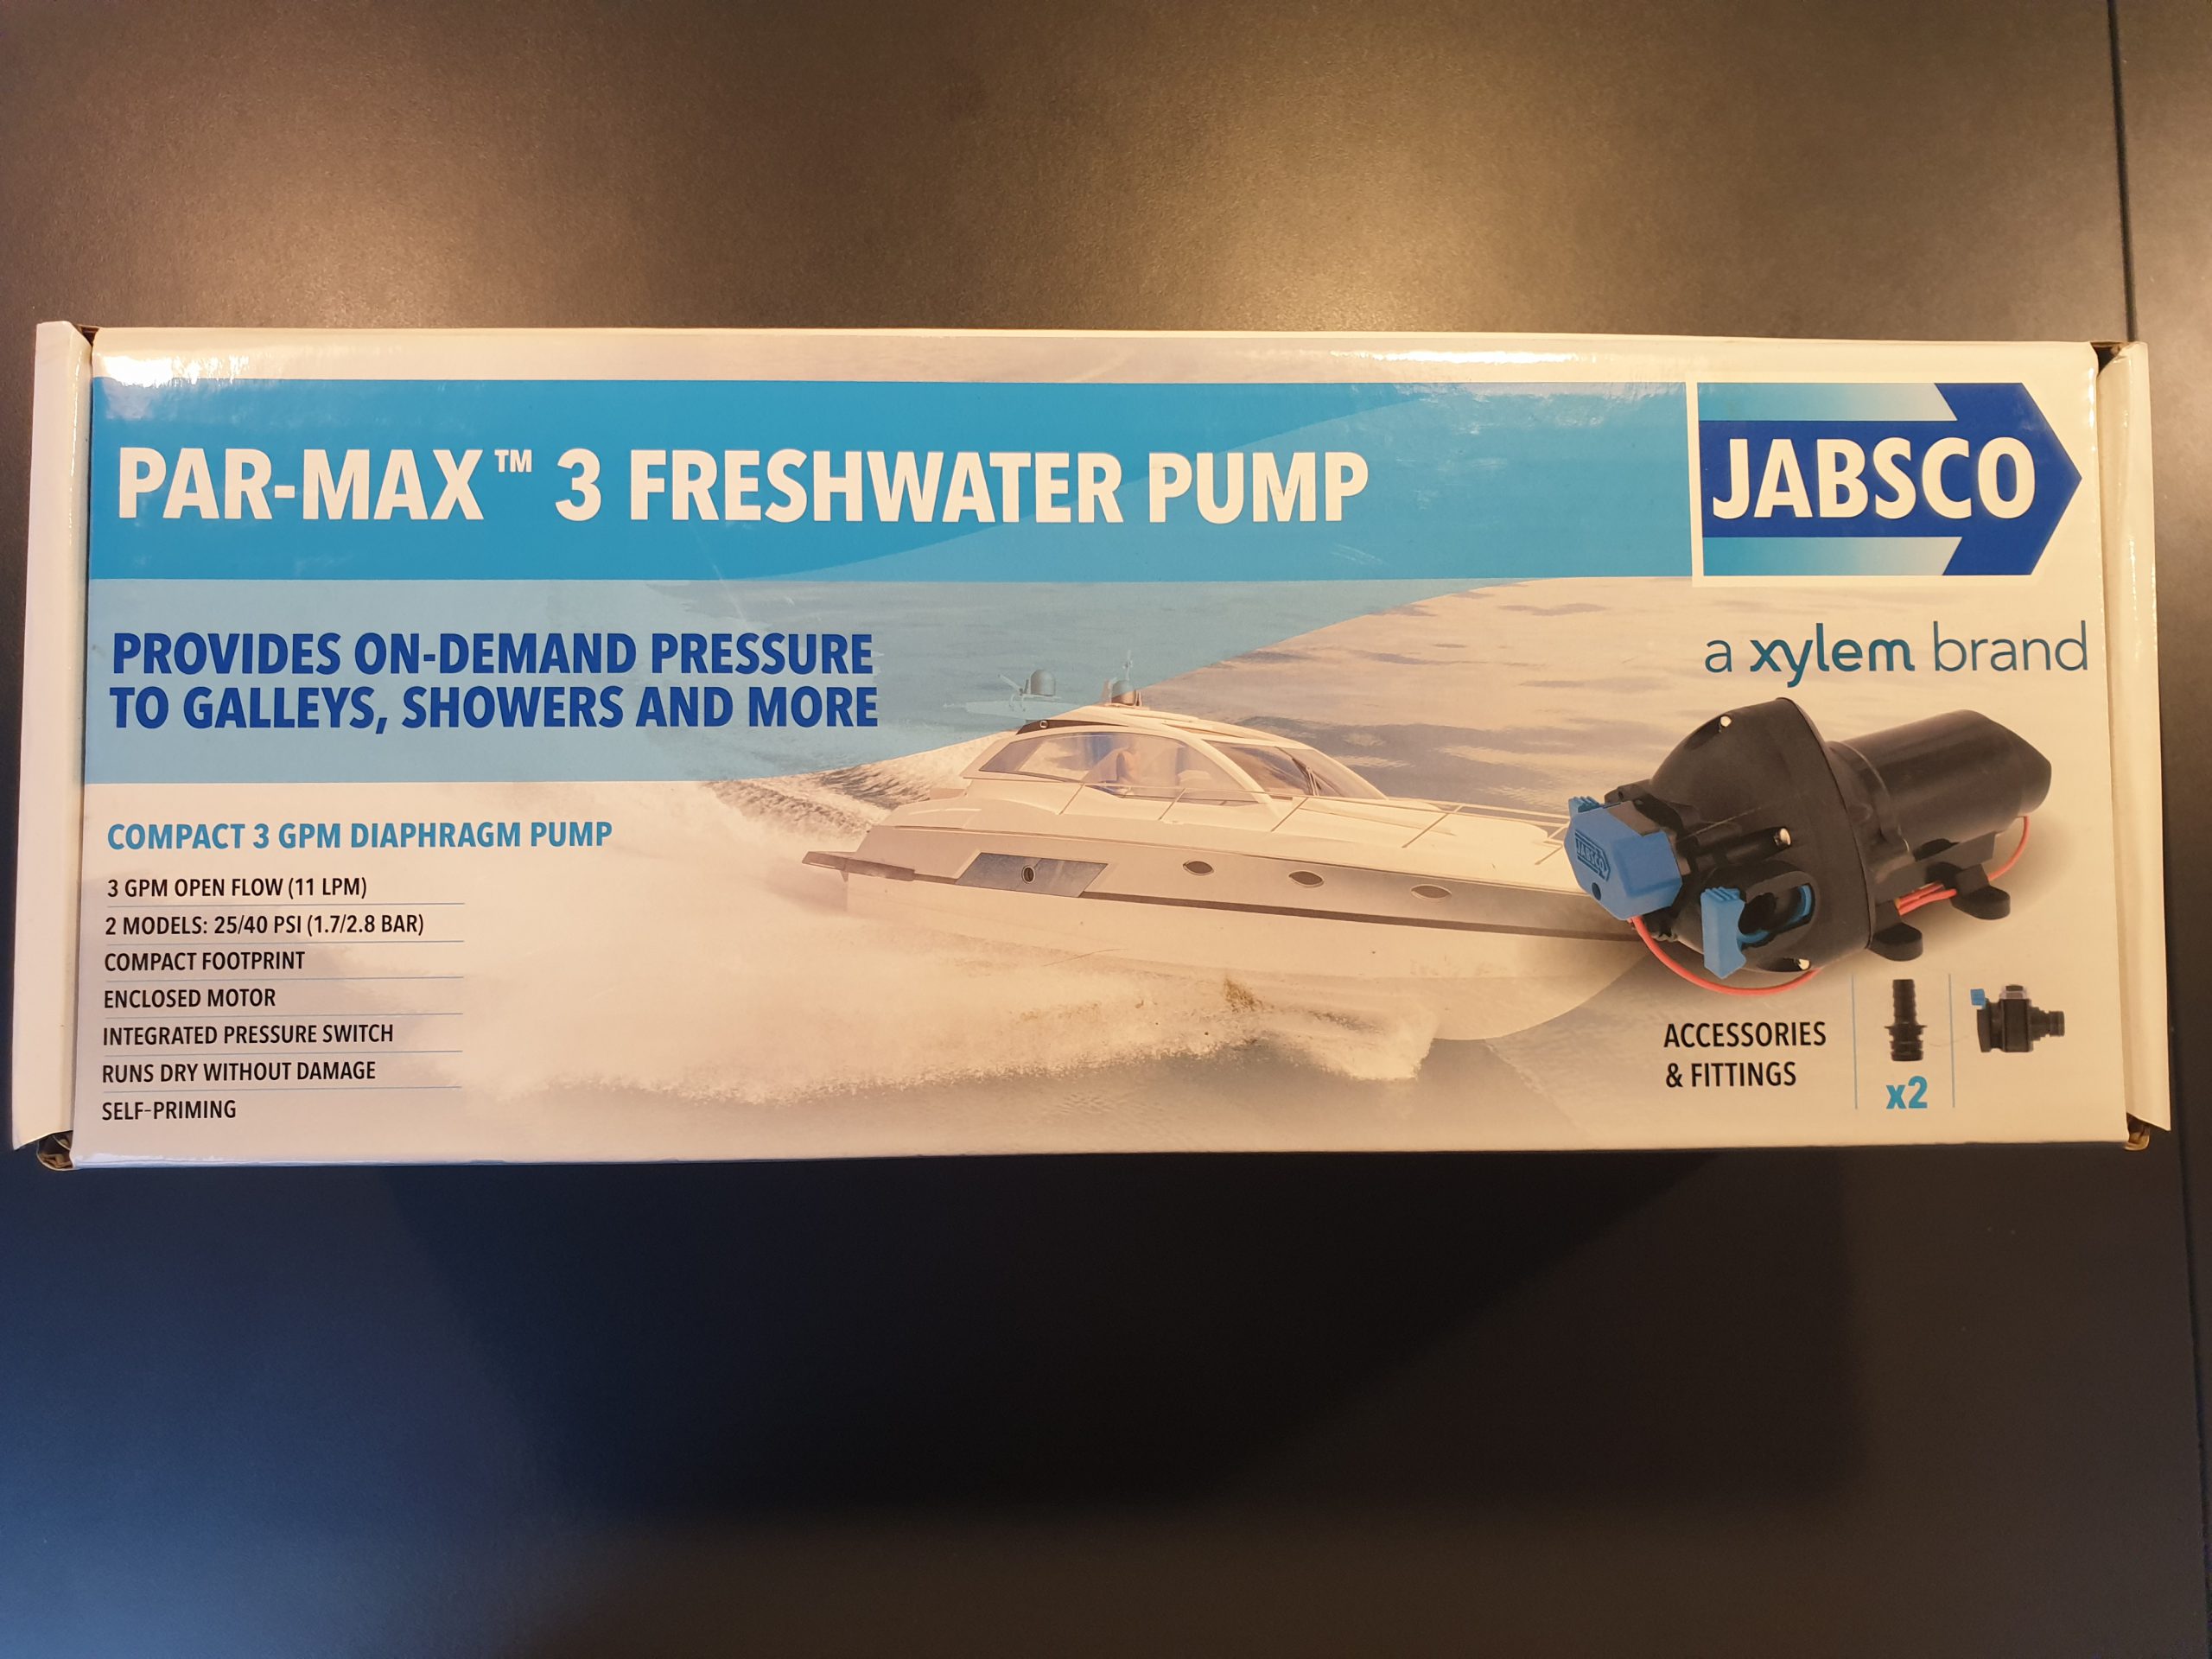 PAR-MAX™ 3 FRESHWATER PUMP
JABSCO
a xylem brand
PROVIDES ON-DEMAND PRESSURE
TO GALLEYS, SHOWERS AND MORE
COMPACT 3 GPM DIAPHRAGM PUMP
3 GPM OPEN FLOW (11 LPM)
2 MODELS: 25/40 PSI (1.7/2.8 BAR)
COMPACT FOOTPRINT
ENCLOSED MOTOR
INTEGRATED PRESSURE SWITCH
RUNS DRY WITHOUT DAMAGE
SELF-PRIMING
JABSCO
ACCESSORIES
& FITTINGS
x2